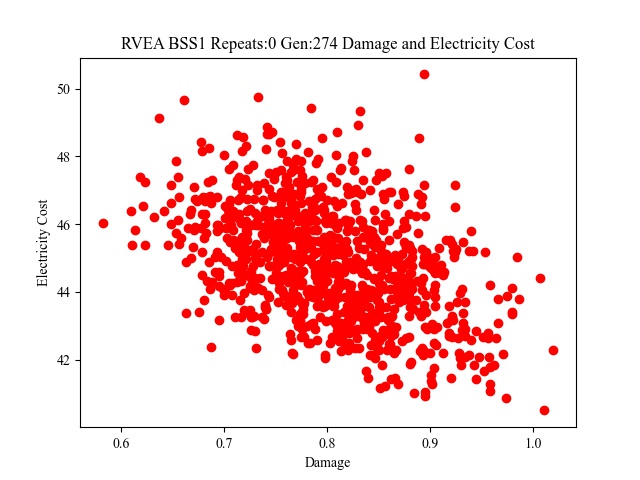 RVEA BSS1 Repeats:0 Gen:274 Damage and Electricity Cost
50
48
46
44
42
Electricity Cost
0.6 0.7 0.8 0.9 1.0
Damage